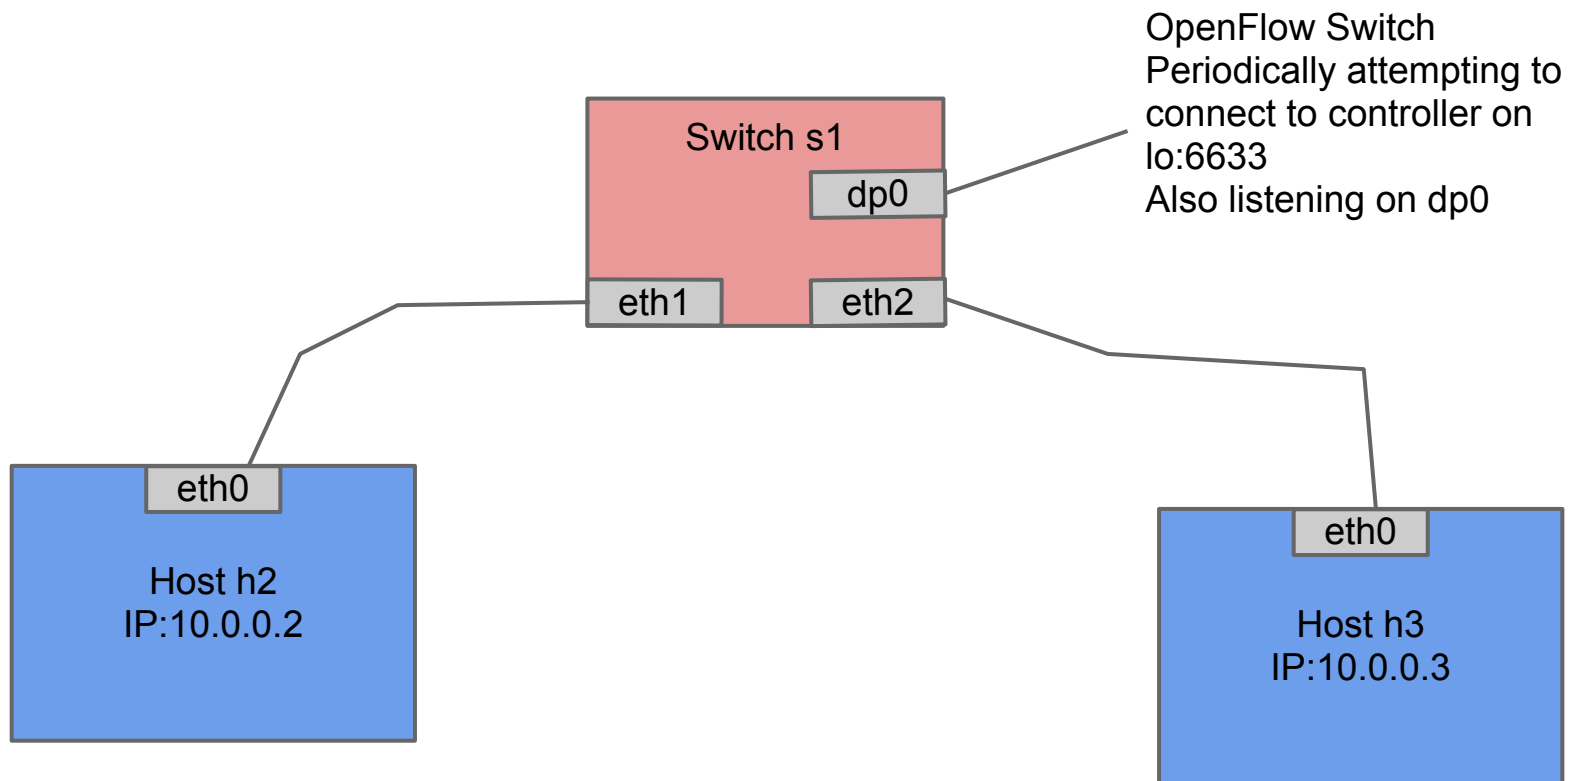 OpenFlow Switch
Periodically attempting to
connect to controller on
lo:6633
Also listening on dp0
Switch s1
dp0
eth1
eth2
eth0
Host h2
IP:10.0.0.2
eth0
Host h3
IP:10.0.0.3